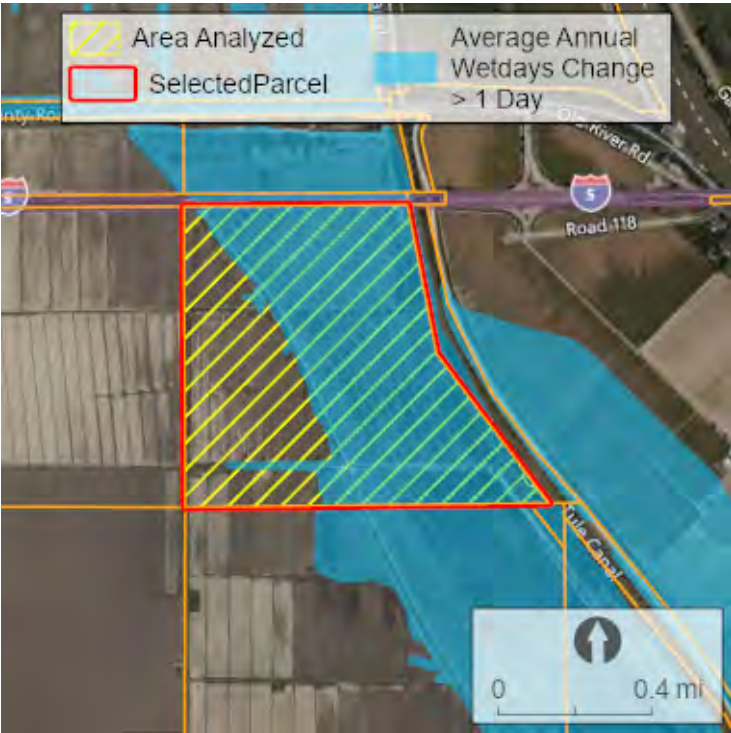 Area Analyzed
SelectedParcel
Average Annual
Wetdays Change
> 1 Day
Old River Rd
5
5
Road 118
Tule Canal
0
0.4 mi